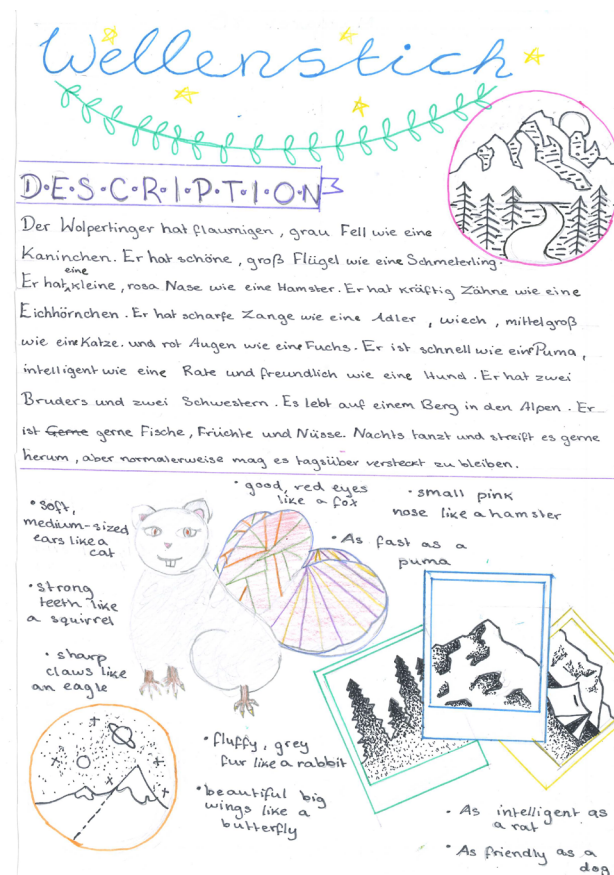 Wellenstich
D·E·S·C·R·I·P·T·I·O·N
Der Wolpertinger hat flaumigen, grau Fell wie eine
Kaninchen. Er hat schöne, groß Flügel wie eine Schmeterling.
Er hat eine kleine, rosa Nase wie eine Hamster. Er hat kräftig Zähne wie eine
Eichhörnchen. Er hat scharfe Zange wie eine Adler, wiech, mittelgroß
wie eine Katze. und rot Augen wie eine Fuchs. Er ist schnell wie eine Puma,
intelligent wie eine Rate und freundlich wie eine Hund. Er hat zwei
Bruders und zwei Schwestern. Es lebt auf einem Berg in den Alpen. Er
ist Gerne gerne Fische, Früchte und Nüsse. Nachts tanzt und streift es gerne
herum, aber normalerweise mag es tagsüber versteckt zu bleiben.
• good, red eyes
like a fox
• small pink
nose like a hamster
• soft,
medium-sized
ears like a
cat
• As fast as a
puma
• strong
teeth like
a squirrel
• sharp
claws like
an eagle
• fluffy, grey
fur like a rabbit
• beautiful big
wings like a
butterfly
• As intelligent as
a rat
• As friendly as a
dog